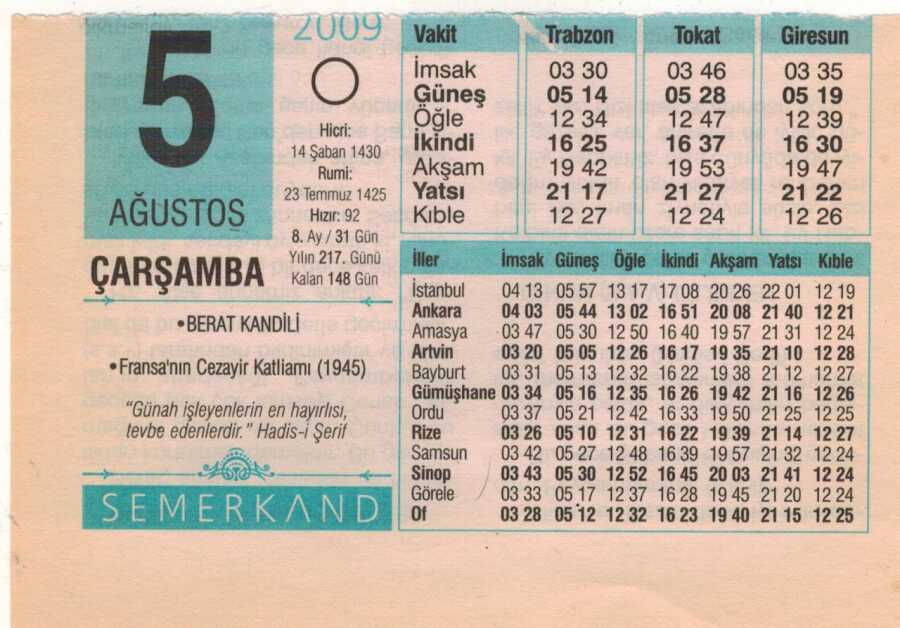 2009
5
AĞUSTOS
ÇARŞAMBA
Hicri:
14 Şaban 1430
Rumi:
23 Temmuz 1425
Hızır: 92
8. Ay / 31 Gün
Yılın 217. Günü
Kalan 148 Gün
•BERAT KANDİLİ
•Fransa'nın Cezayir Katliamı (1945)
"Günah işleyenlerin en hayırlısı,
tevbe edenlerdir." Hadis-i Şerif
SEMERKAND
Vakit Trabzon Tokat Giresun
İmsak 03 30 03 46 03 35
Güneş 05 14 05 28 05 19
Öğle 12 34 12 47 12 39
İkindi 16 25 16 37 16 30
Akşam 19 42 19 53 19 47
Yatsı 21 17 21 27 21 22
Kıble 12 27 12 24 12 26
İller İmsak Güneş Öğle İkindi Akşam Yatsı Kıble
İstanbul 04 13 05 57 13 17 17 08 20 26 22 01 12 19
Ankara 04 03 05 44 13 02 16 51 20 08 21 40 12 21
Amasya 03 47 05 30 12 50 16 40 19 57 21 31 12 24
Artvin 03 20 05 05 12 26 16 17 19 35 21 10 12 28
Bayburt 03 31 05 13 12 32 16 22 19 38 21 12 12 27
Gümüşhane 03 34 05 16 12 35 16 26 19 42 21 16 12 26
Ordu 03 37 05 21 12 42 16 33 19 50 21 25 12 25
Rize 03 26 05 10 12 31 16 22 19 39 21 14 12 27
Samsun 03 42 05 27 12 48 16 39 19 57 21 32 12 24
Sinop 03 43 05 30 12 52 16 45 20 03 21 41 12 24
Görele 03 33 05 17 12 37 16 28 19 45 21 20 12 24
Of 03 28 05 12 12 32 16 23 19 40 21 15 12 25